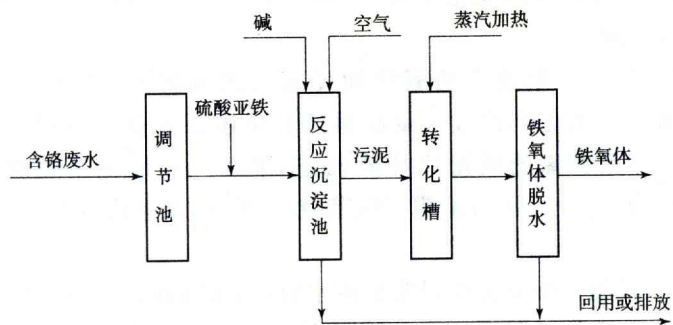 碱
空气
蒸汽加热
硫酸亚铁
含铬废水
调节池
反应沉淀池
污泥
转化槽
铁氧体脱水
铁氧体
回用或排放